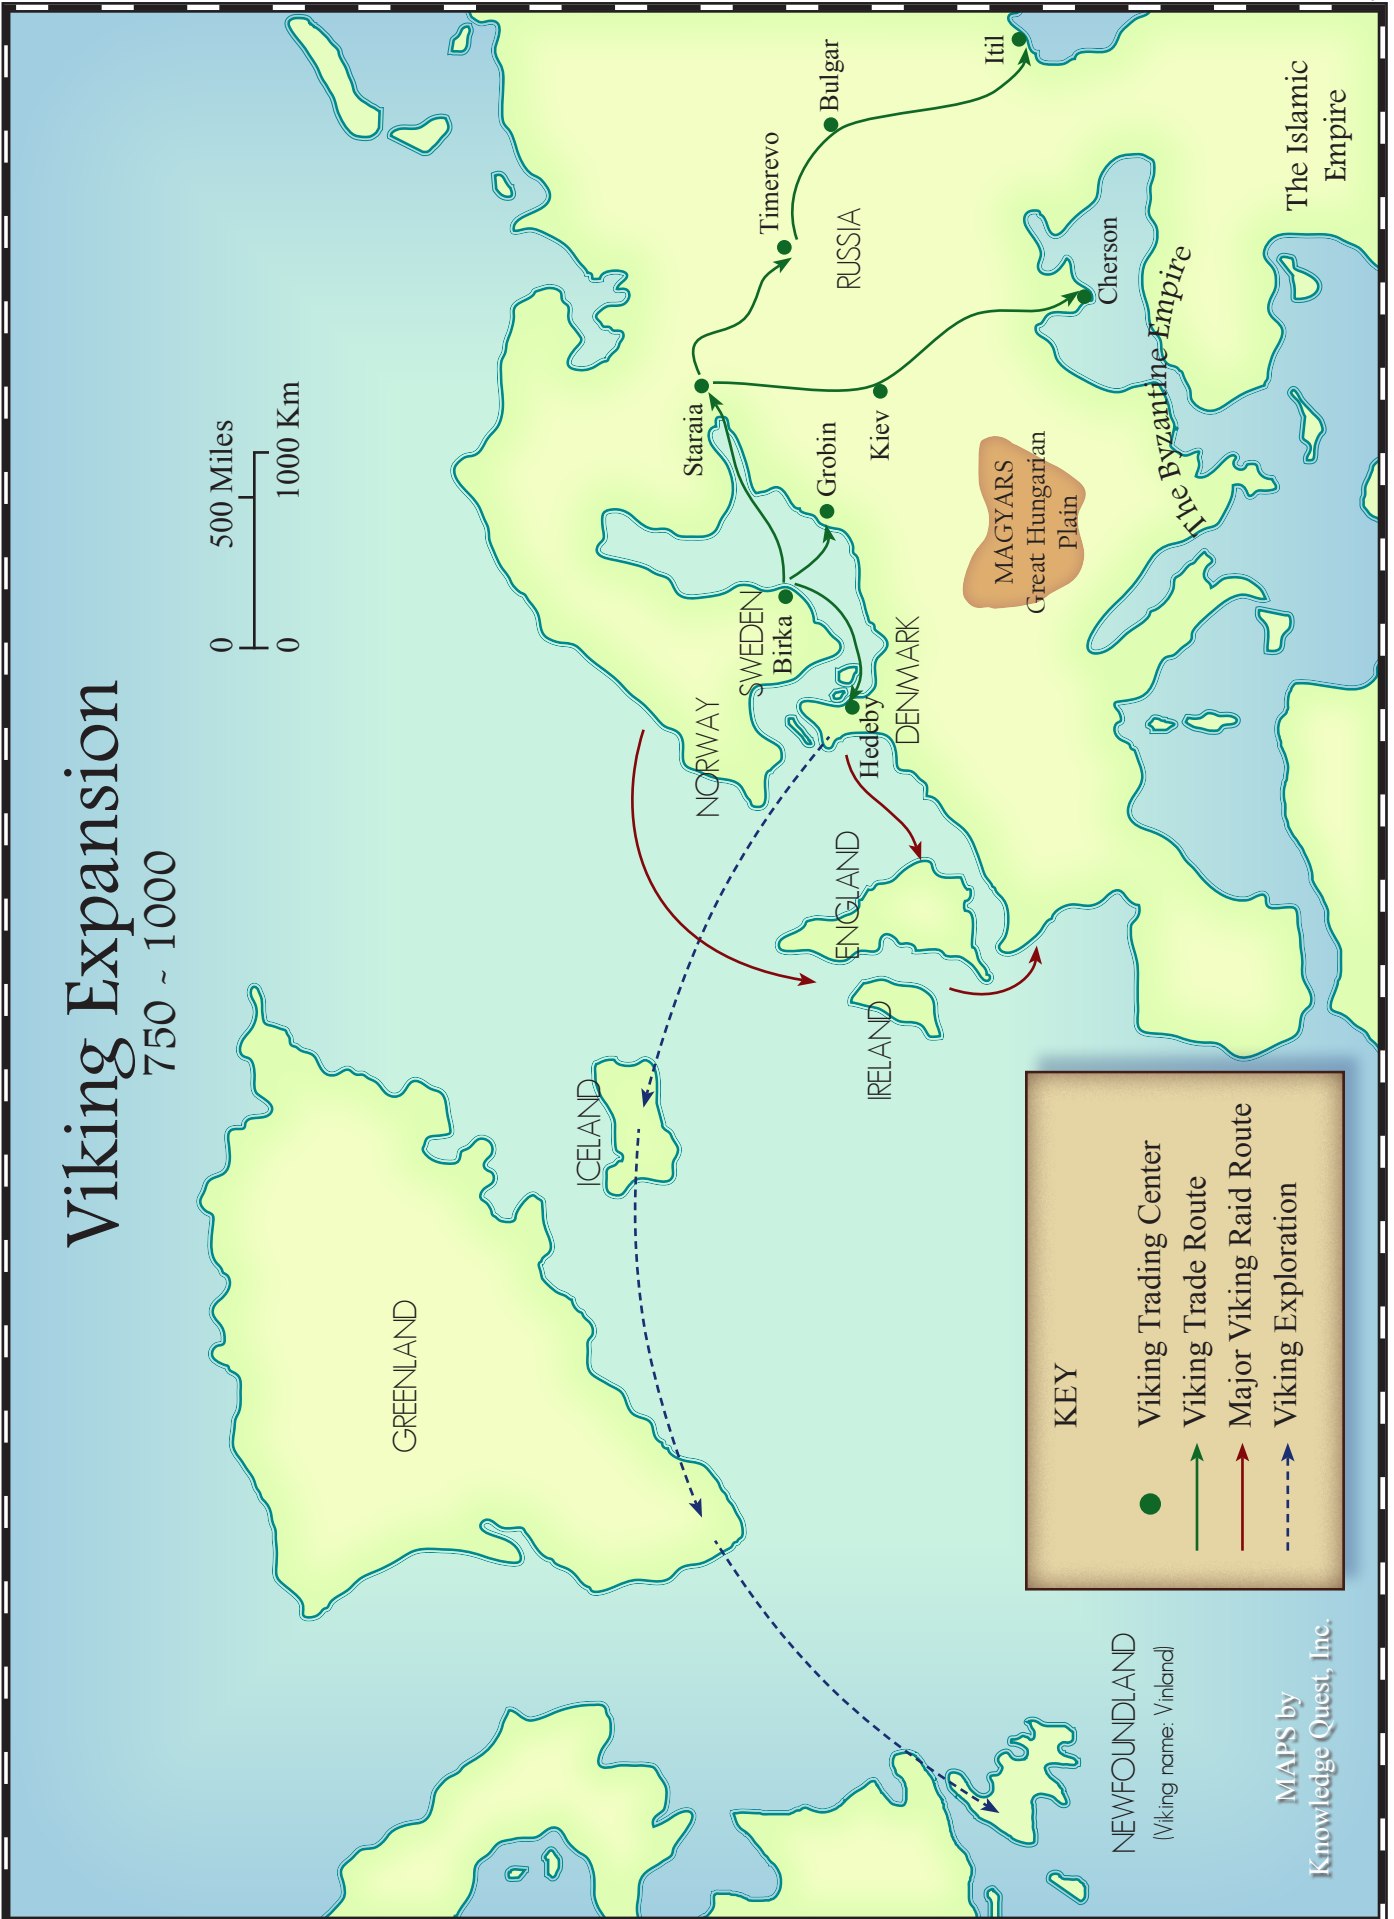 Viking Expansion
750 ~ 1000
0 500 Miles
0 1000 Km
GREENLAND
ICELAND
NORWAY
SWEDEN
Birka
Staraia
Timerevo
Bulgar
Itil
RUSSIA
Grobin
Kiev
Cherson
Hedeby
DENMARK
ENGLAND
IRELAND
MAGYARS
Great Hungarian
Plain
The Byzantine Empire
The Islamic
Empire
NEWFOUNDLAND
(Viking name: Vinland)
KEY
Viking Trading Center
Viking Trade Route
Major Viking Raid Route
Viking Exploration
MAPS by
Knowledge Quest, Inc.